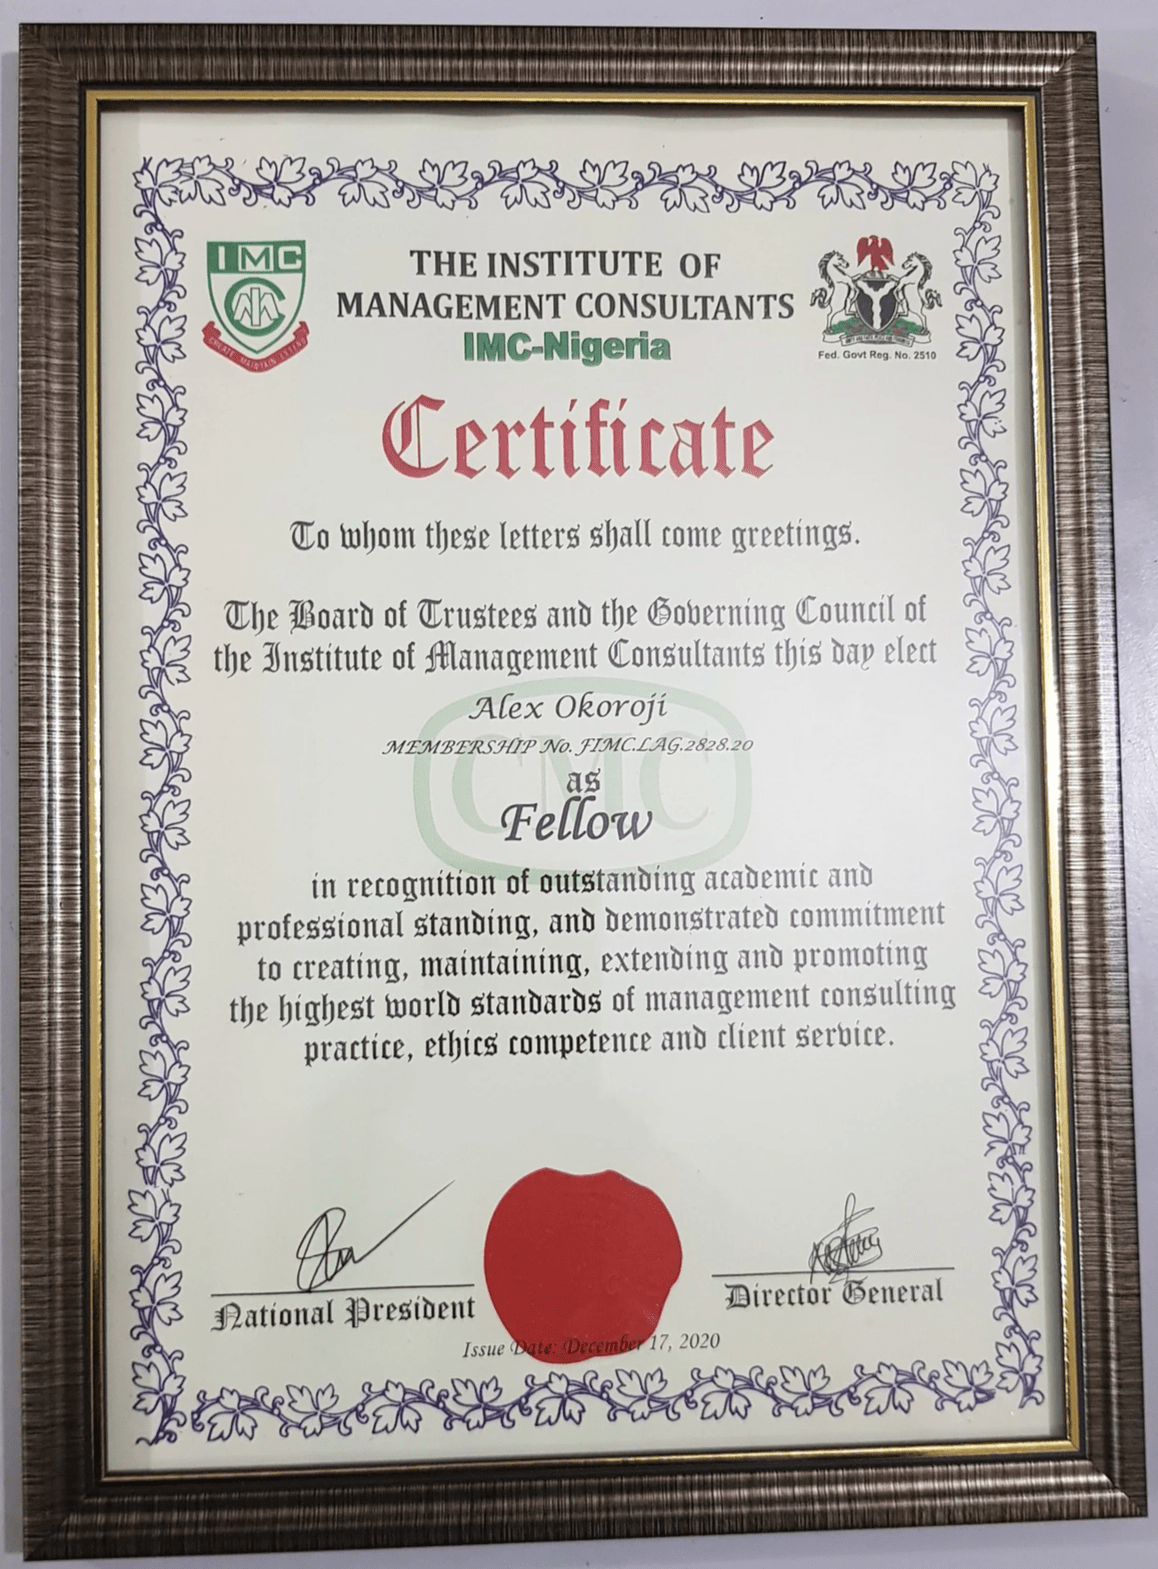 IMC
CREATE MAINTAIN EXTEND
THE INSTITUTE OF
MANAGEMENT CONSULTANTS
IMC-Nigeria
Fed. Govt Reg. No. 2510
Certificate
To whom these letters shall come greetings.
The Board of Trustees and the Governing Council of
the Institute of Management Consultants this day elect
Alex Okoroji
MEMBERSHIP No. FIMC.LAG.2828.20
as
Fellow
CMC
in recognition of outstanding academic and
professional standing, and demonstrated commitment
to creating, maintaining, extending and promoting
the highest world standards of management consulting
practice, ethics competence and client service.
National President
Director General
Issue Date: December 17, 2020